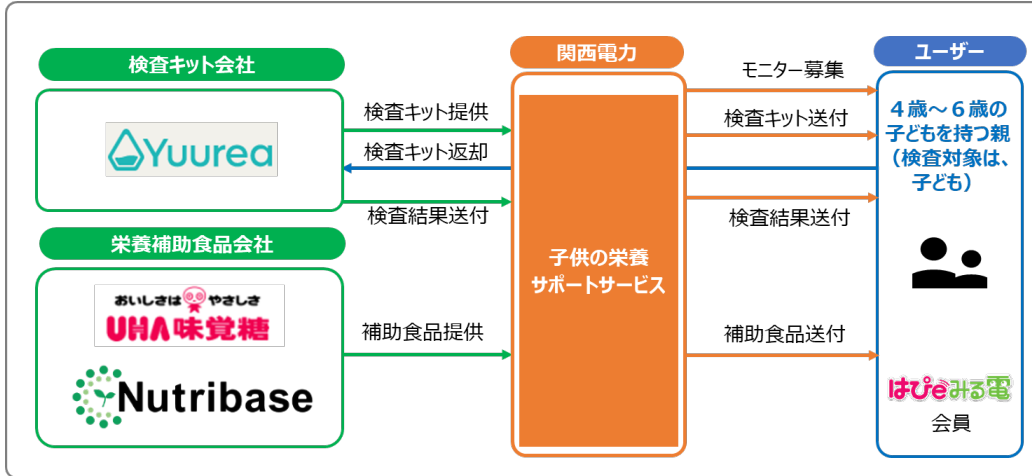 検査キット会社
Yuurea
栄養補助食品会社
おいしさは やさしさ
UHA味覚糖
Nutribase
検査キット提供
検査キット返却
検査結果送付
補助食品提供
関西電力
子供の栄養
サポートサービス
モニター募集
検査キット送付
検査結果送付
補助食品送付
ユーザー
４歳～６歳の
子どもを持つ親
（検査対象は、
子ども）
はぴeみる電
会員